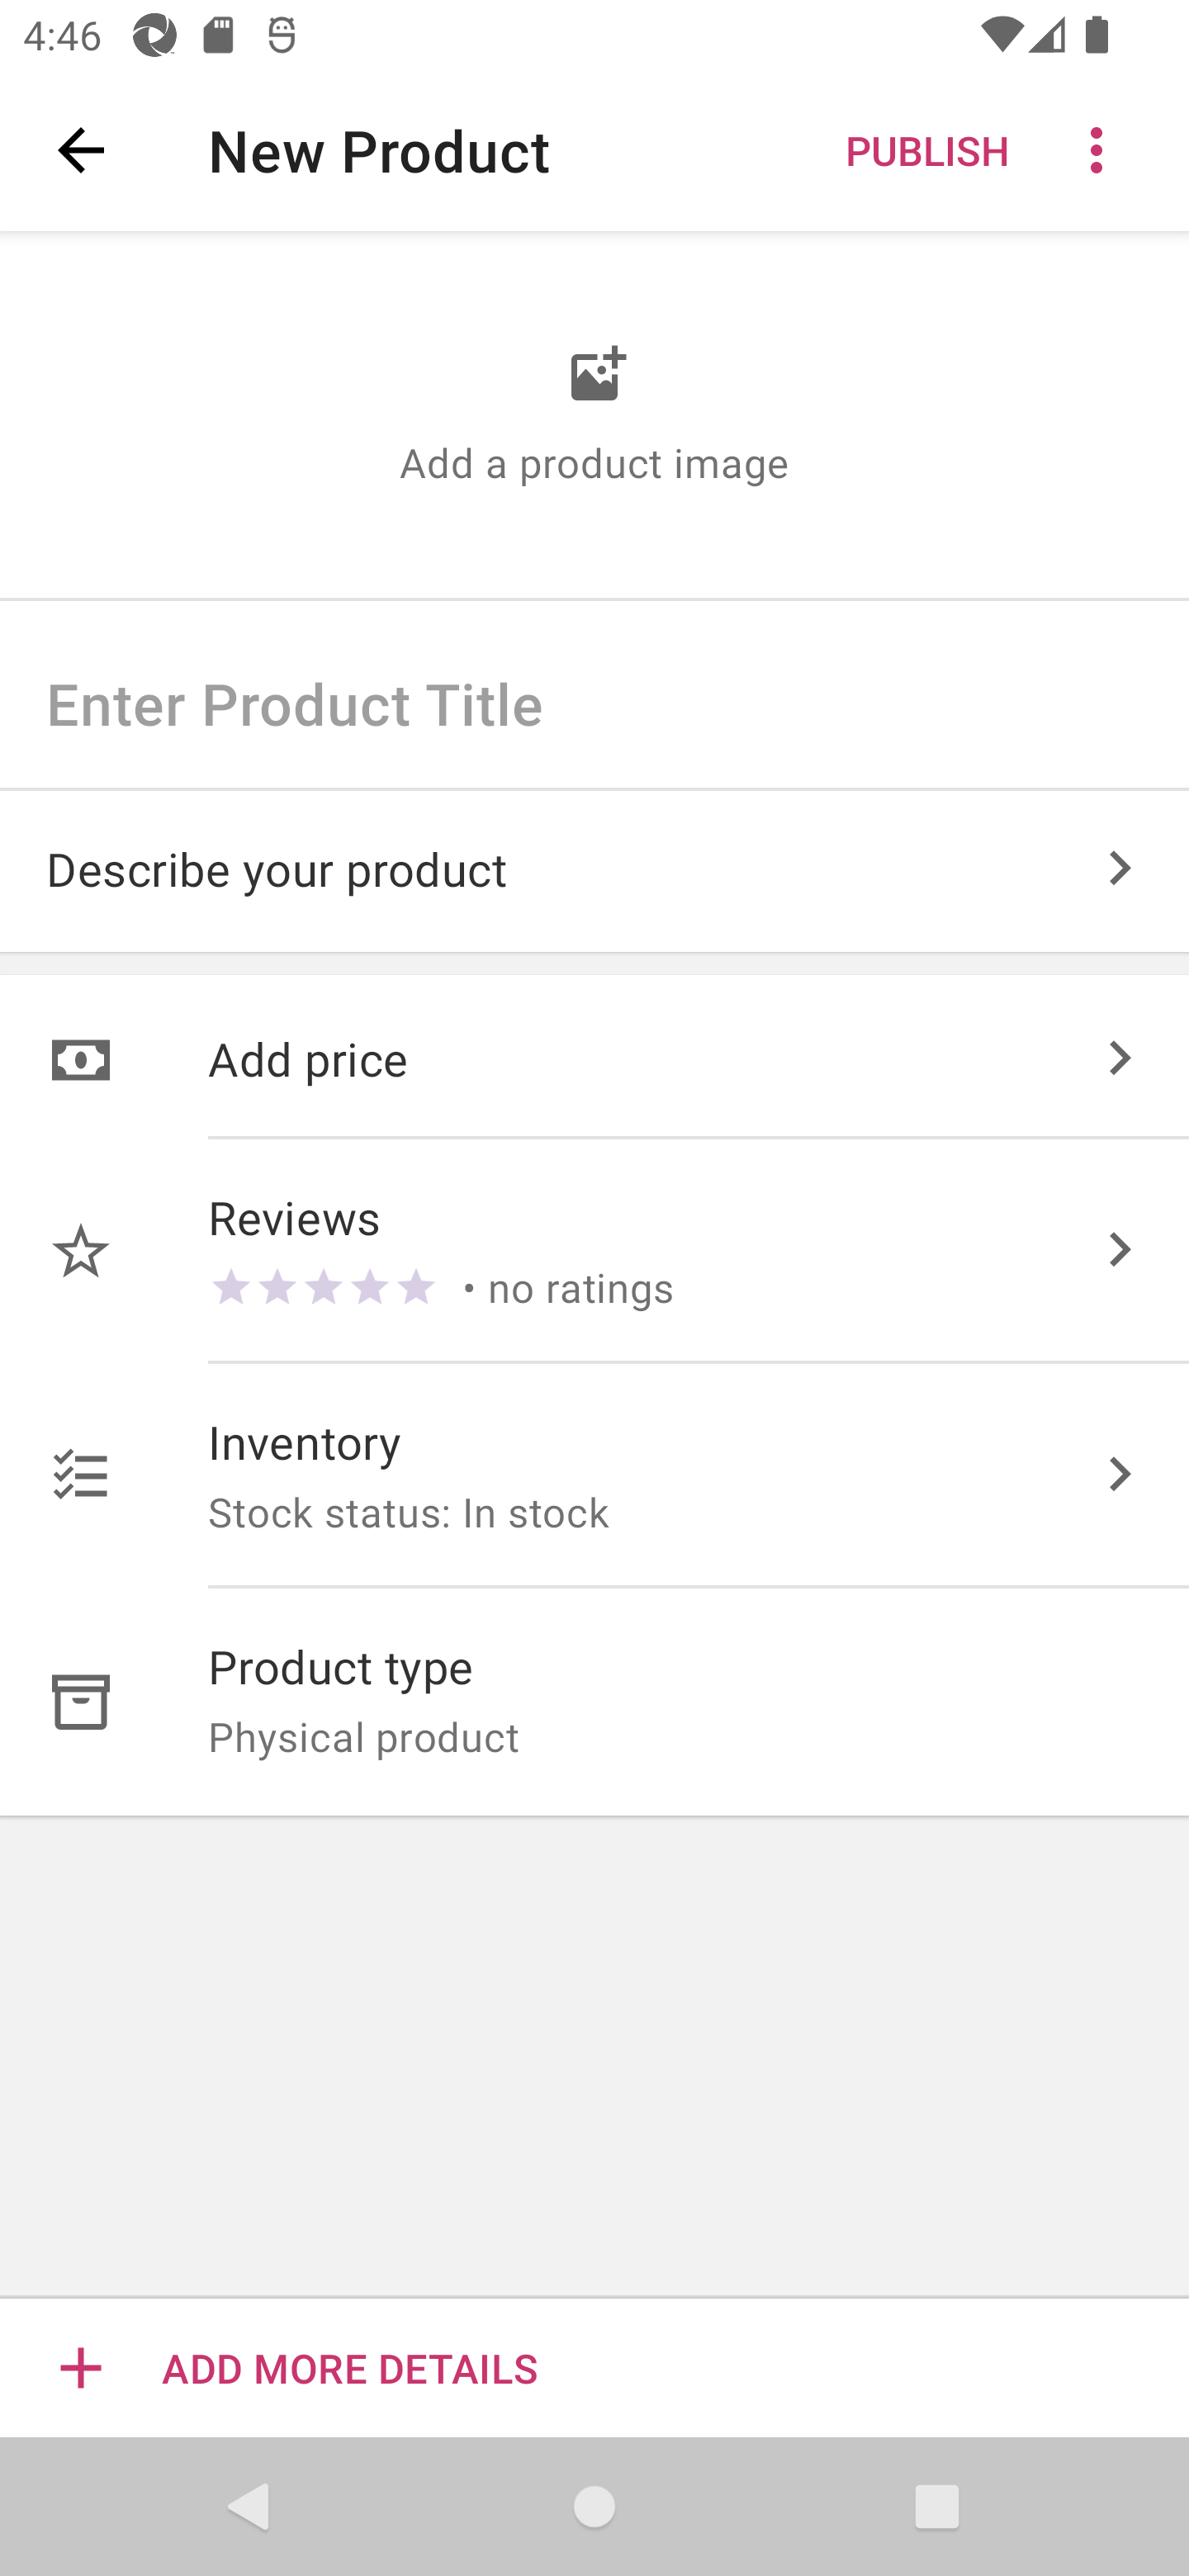 4:46
New Product
PUBLISH
Add a product image
Enter Product Title
Describe your product
Add price
Reviews
• no ratings
Inventory
Stock status: In stock
Product type
Physical product
ADD MORE DETAILS